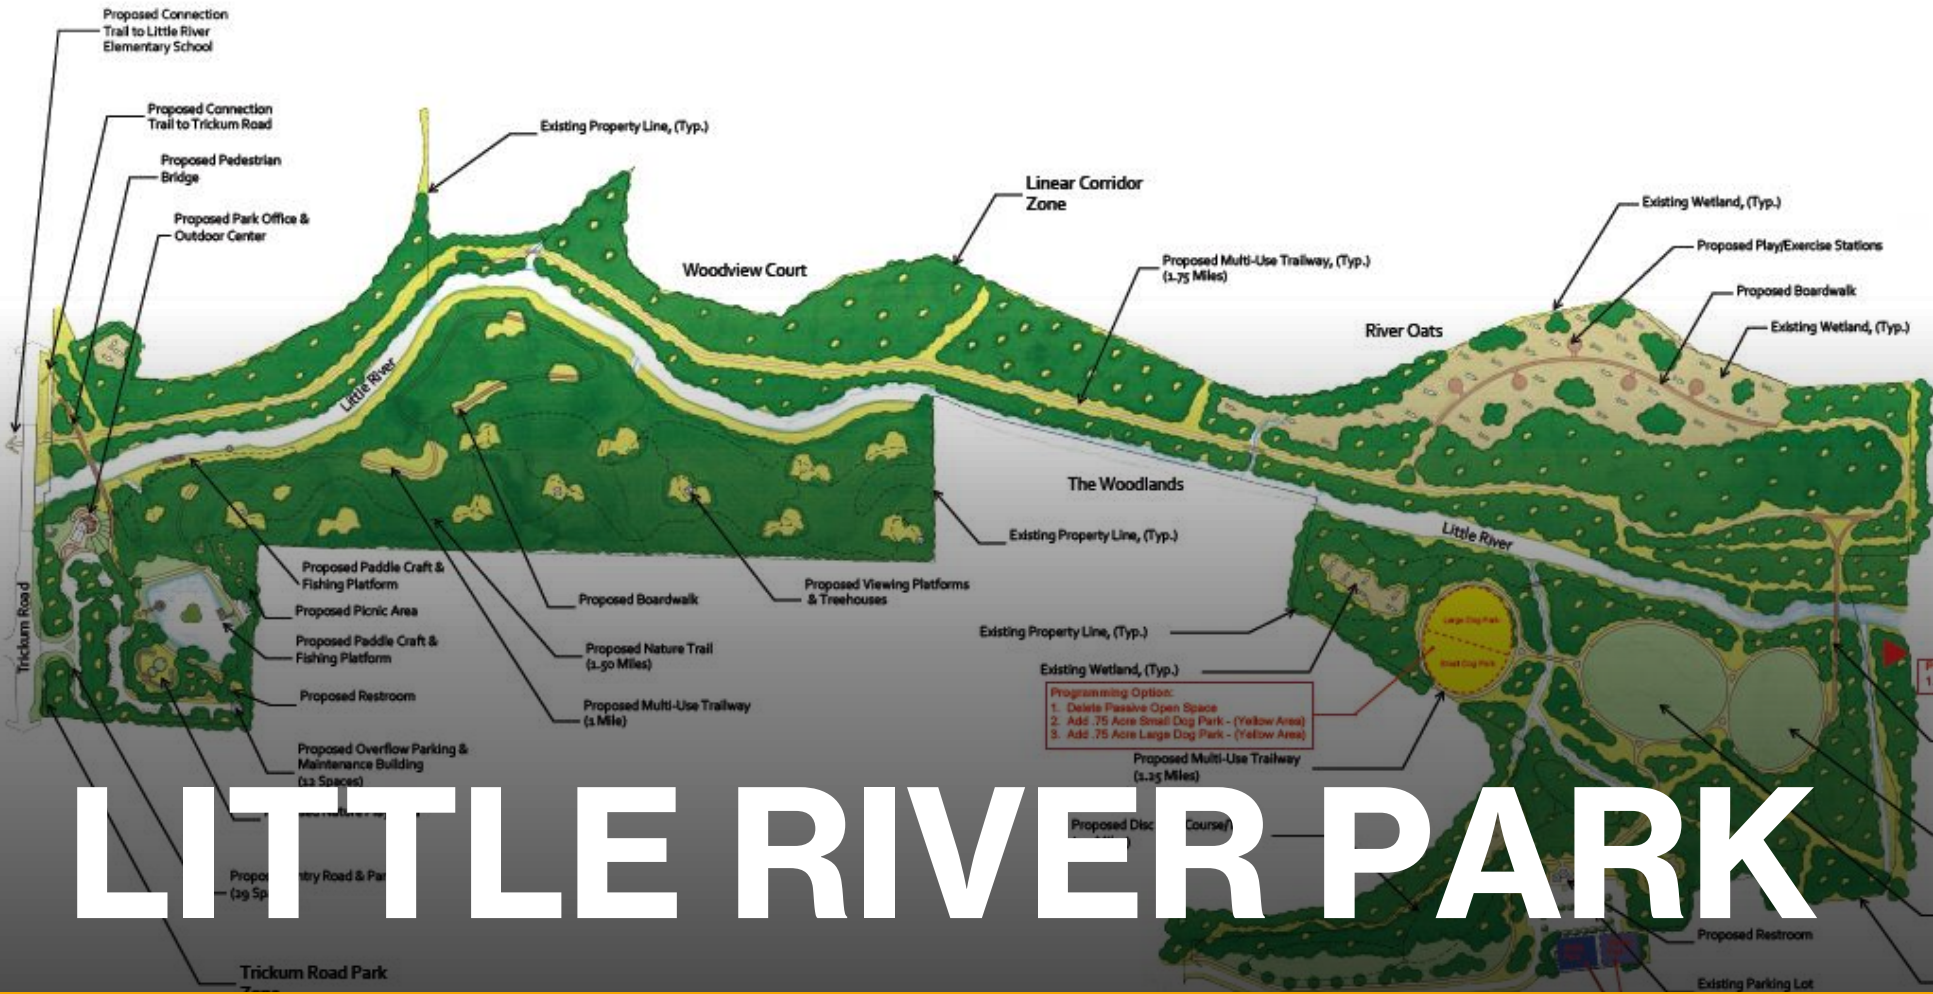 Proposed Connection
Trail to Little River
Elementary School
Proposed Connection
Trail to Trickum Road
Proposed Pedestrian
Bridge
Proposed Park Office &
Outdoor Center
Existing Property Line, (Typ.)
Woodview Court
Linear Corridor
Zone
Proposed Multi-Use Trailway, (Typ.)
(1.75 Miles)
River Oats
Existing Wetland, (Typ.)
Proposed Play/Exercise Stations
Proposed Boardwalk
Existing Wetland, (Typ.)
Little River
The Woodlands
Little River
Existing Property Line, (Typ.)
Trickum Road
Proposed Paddle Craft &
Fishing Platform
Proposed Picnic Area
Proposed Paddle Craft &
Fishing Platform
Proposed Restroom
Proposed Overflow Parking &
Maintenance Building
(12 Spaces)
Proposed Boardwalk
Proposed Nature Trail
(1.50 Miles)
Proposed Multi-Use Trailway
(1 Mile)
Proposed Viewing Platforms
& Treehouses
Existing Property Line, (Typ.)
Existing Wetland, (Typ.)
Large Dog Park
Small Dog Park
Programming Option:
1. Delete Passive Open Space
2. Add .75 Acre Small Dog Park - (Yellow Area)
3. Add .75 Acre Large Dog Park - (Yellow Area)
Proposed Multi-Use Trailway
(1.25 Miles)
Proposed Disc Course/
LITTLE RIVER PARK
Proposed Restroom
Existing Parking Lot
Trickum Road Park